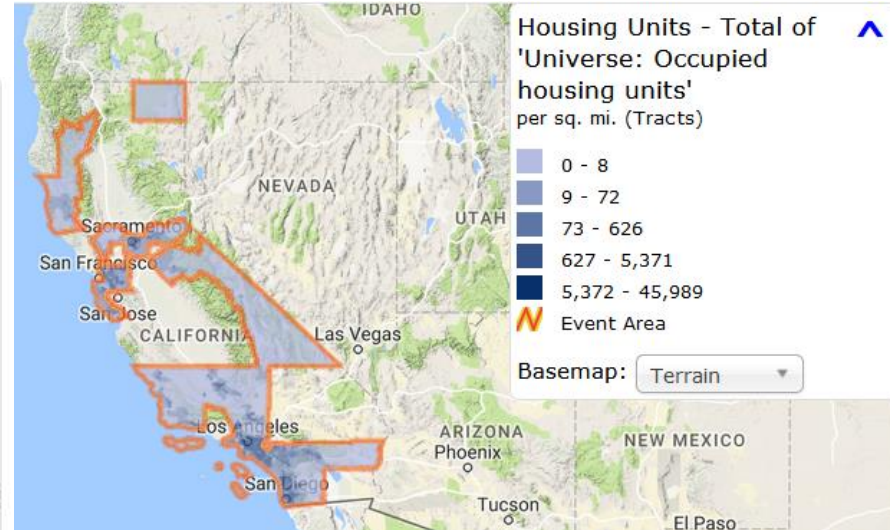 IDAHO
NEVADA
UTAH
Sacramento
San Francisco
San Jose
CALIFORNIA
Las Vegas
Los Angeles
ARIZONA
Phoenix
NEW MEXICO
San Diego
Tucson
El Paso
Housing Units - Total of
'Universe: Occupied
housing units'
per sq. mi. (Tracts)
0 - 8
9 - 72
73 - 626
627 - 5,371
5,372 - 45,989
Event Area
Basemap: Terrain